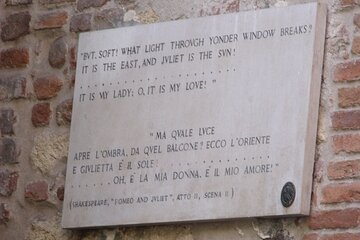 "BVT, SOFT! WHAT LIGHT THROVGH YONDER WINDOW BREAKS?
IT IS THE EAST, AND JVLIET IS THE SVN!
. . . . . . . . . . . . . . . . . . . .
IT IS MY LADY; O, IT IS MY LOVE!"
"MA QVALE LVCE
APRE L'OMBRA, DA QVEL BALCONE? ECCO L'ORIENTE
E GIVLIETTA È IL SOLE! . . . . . . . . . . . . .
. . . . . . . OH, È LA MIA DONNA, È IL MIO AMORE!"
(SHAKESPEARE, "ROMEO AND JVLIET", ATTO II, SCENA II)